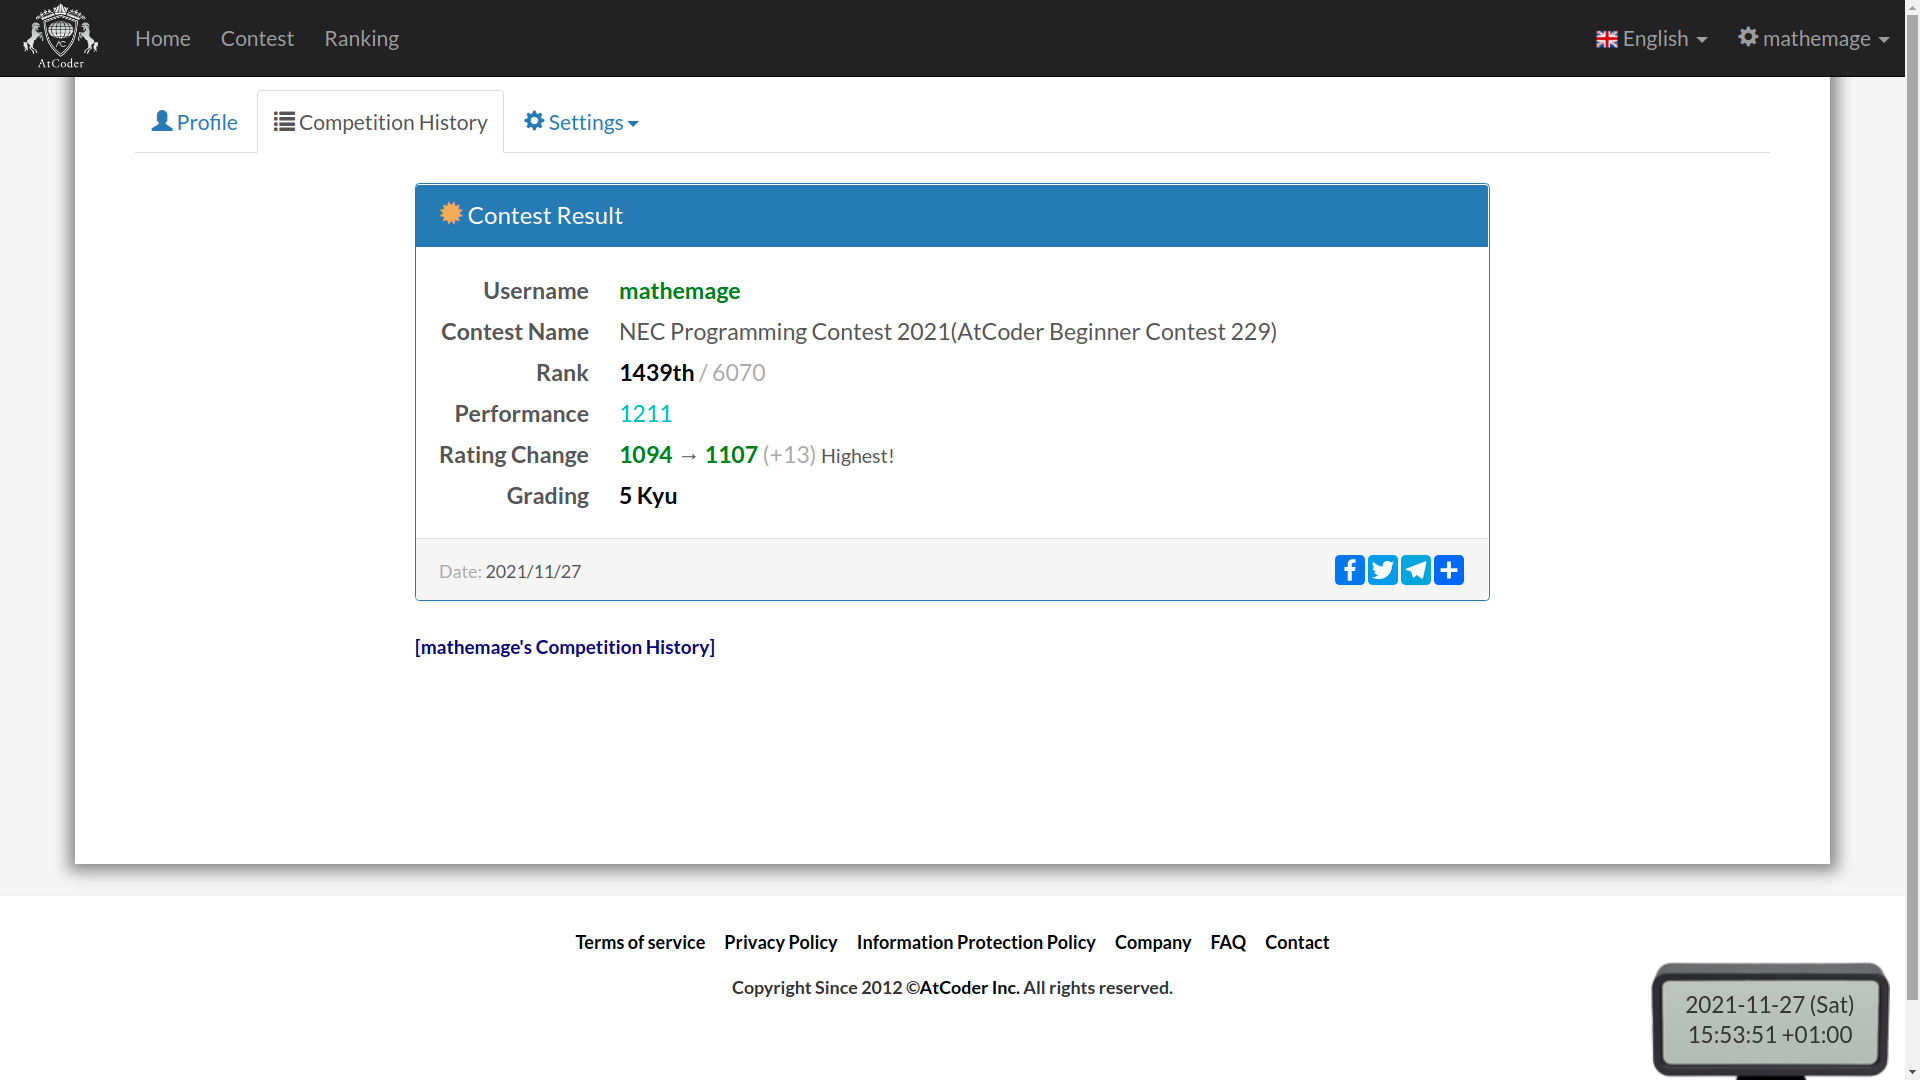 AtCoder
Home Contest Ranking English mathemage
Profile Competition History Settings
Contest Result
Username mathemage
Contest Name NEC Programming Contest 2021(AtCoder Beginner Contest 229)
Rank 1439th / 6070
Performance 1211
Rating Change 1094 → 1107 (+13) Highest!
Grading 5 Kyu
Date: 2021/11/27
[mathemage's Competition History]
Terms of service Privacy Policy Information Protection Policy Company FAQ Contact
Copyright Since 2012 ©AtCoder Inc. All rights reserved.
2021-11-27 (Sat)
15:53:51 +01:00